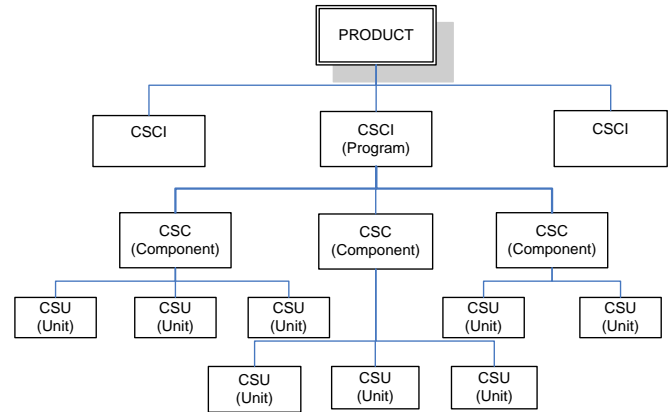 PRODUCT
CSCI
CSCI
(Program)
CSCI
CSC
(Component)
CSC
(Component)
CSC
(Component)
CSU
(Unit)
CSU
(Unit)
CSU
(Unit)
CSU
(Unit)
CSU
(Unit)
CSU
(Unit)
CSU
(Unit)
CSU
(Unit)